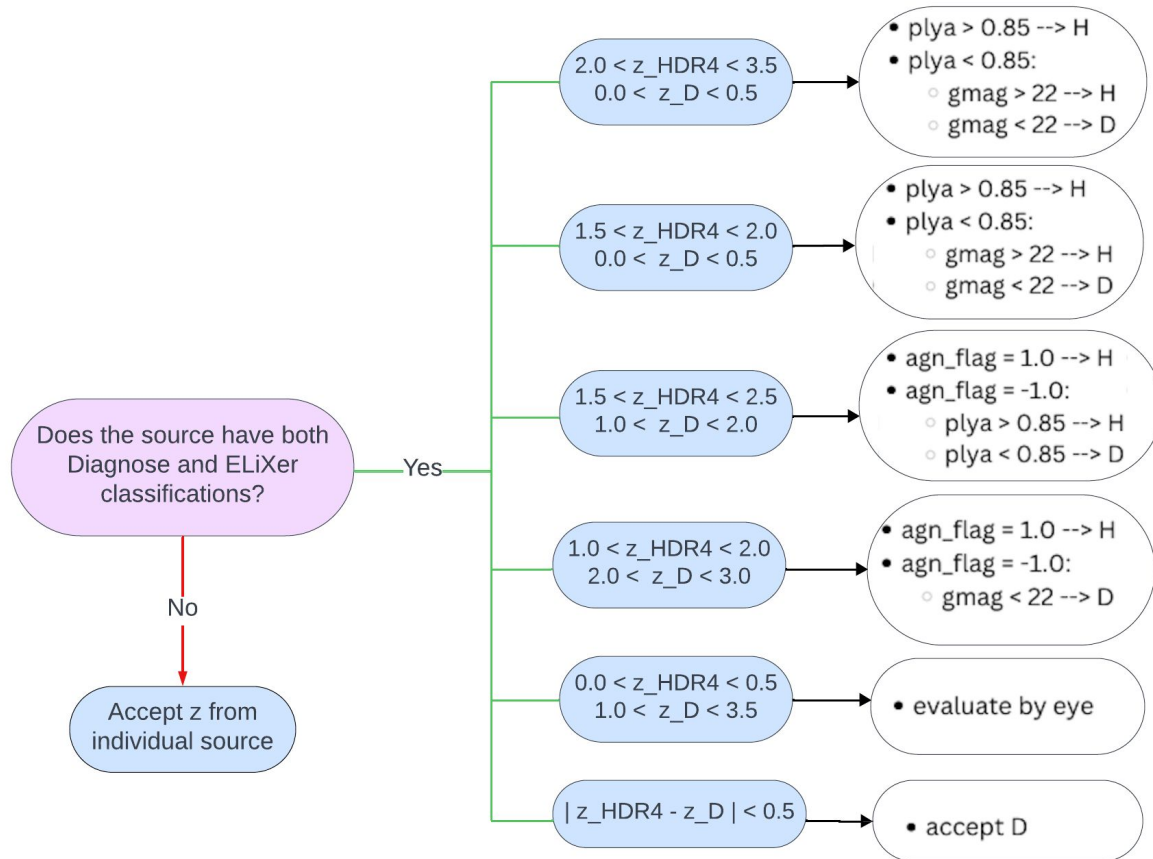 Does the source have both
Diagnose and ELiXer
classifications?
Yes
No
Accept z from
individual source
2.0 < z_HDR4 < 3.5
0.0 < z_D < 0.5
• plya > 0.85 --> H
• plya < 0.85:
○ gmag > 22 --> H
○ gmag < 22 --> D
1.5 < z_HDR4 < 2.0
0.0 < z_D < 0.5
• plya > 0.85 --> H
• plya < 0.85:
○ gmag > 22 --> H
○ gmag < 22 --> D
1.5 < z_HDR4 < 2.5
1.0 < z_D < 2.0
• agn_flag = 1.0 --> H
• agn_flag = -1.0:
○ plya > 0.85 --> H
○ plya < 0.85 --> D
1.0 < z_HDR4 < 2.0
2.0 < z_D < 3.0
• agn_flag = 1.0 --> H
• agn_flag = -1.0:
○ gmag < 22 --> D
0.0 < z_HDR4 < 0.5
1.0 < z_D < 3.5
• evaluate by eye
| z_HDR4 - z_D | < 0.5
• accept D